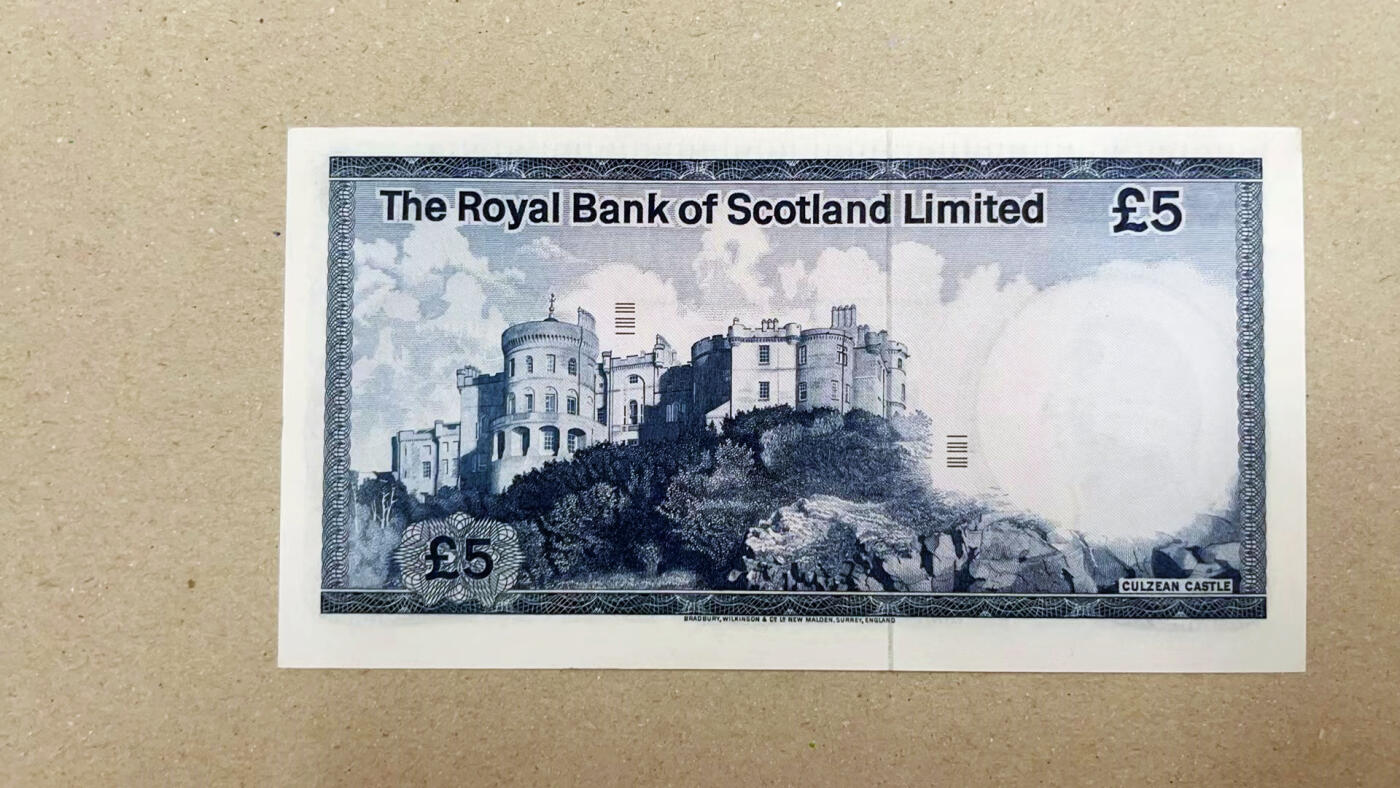 The Royal Bank of Scotland Limited £5
£5
CULZEAN CASTLE
BRADBURY, WILKINSON & Co Ld NEW MALDEN, SURREY, ENGLAND